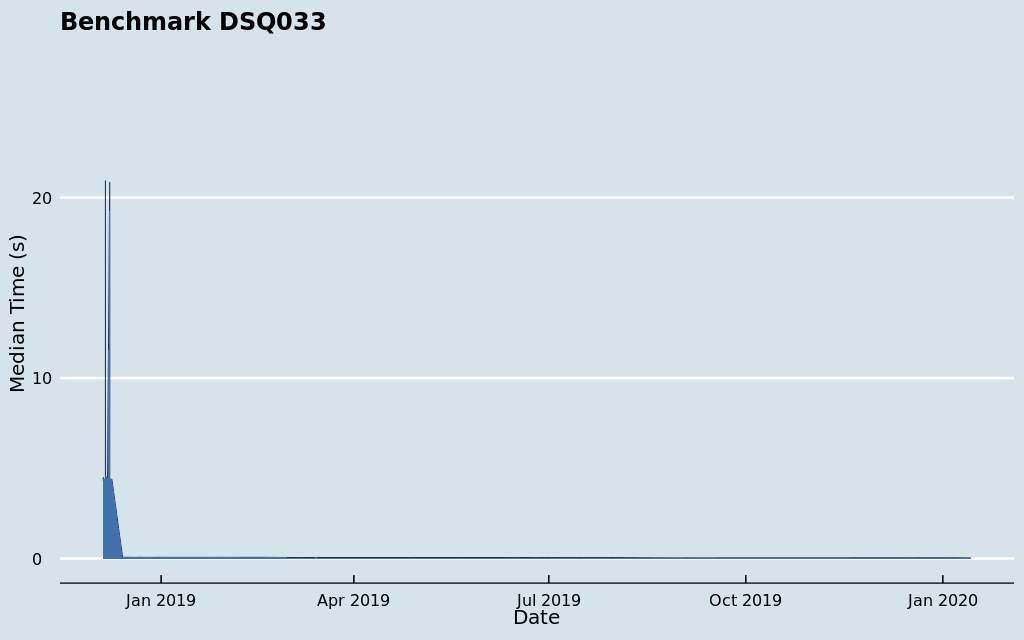 Benchmark DSQ033
Median Time (s)
20
10
0
Jan 2019
Apr 2019
Jul 2019
Oct 2019
Jan 2020
Date